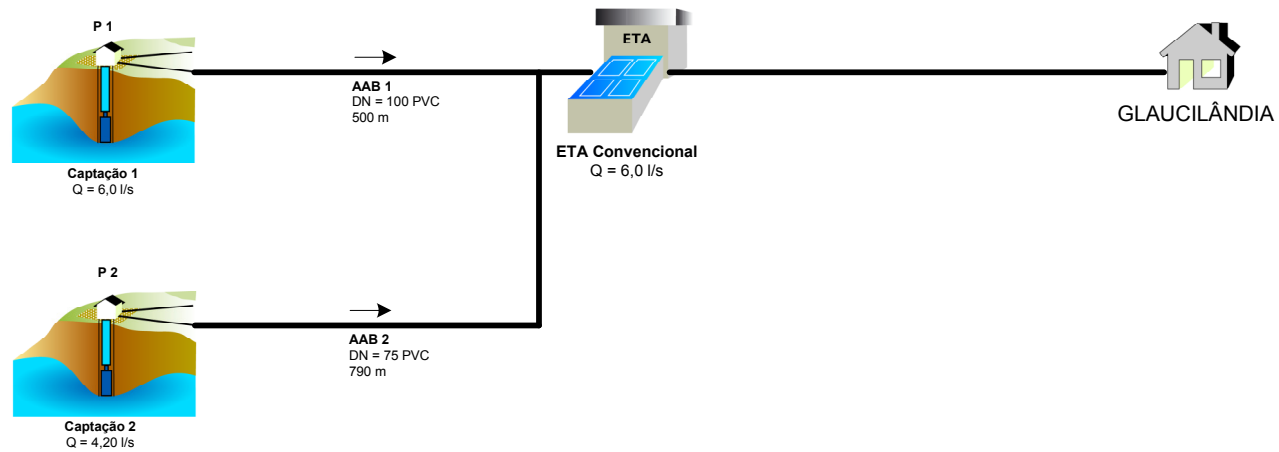 P 1
AAB 1
DN = 100 PVC
500 m
Captação 1
Q = 6,0 l/s
ETA
ETA Convencional
Q = 6,0 l/s
GLAUCILÂNDIA
P 2
AAB 2
DN = 75 PVC
790 m
Captação 2
Q = 4,20 l/s